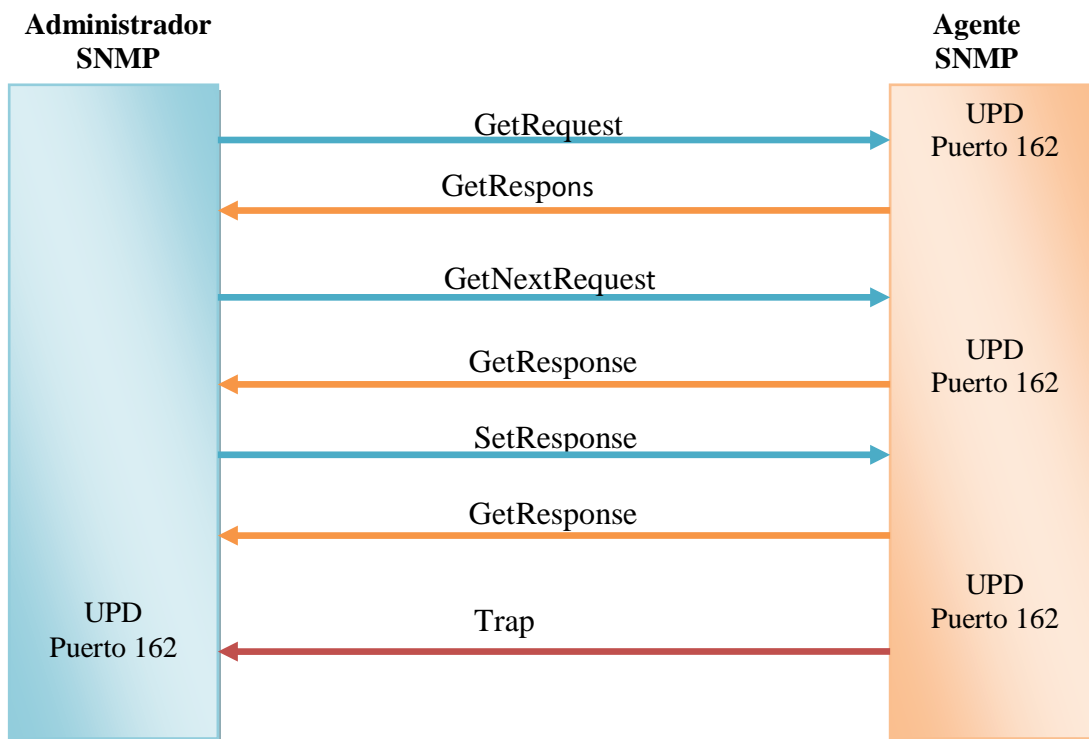 Administrador
SNMP
Agente
SNMP
GetRequest
UPD
Puerto 162
GetRespons
GetNextRequest
GetResponse
UPD
Puerto 162
SetResponse
GetResponse
UPD
Puerto 162
UPD
Puerto 162
Trap